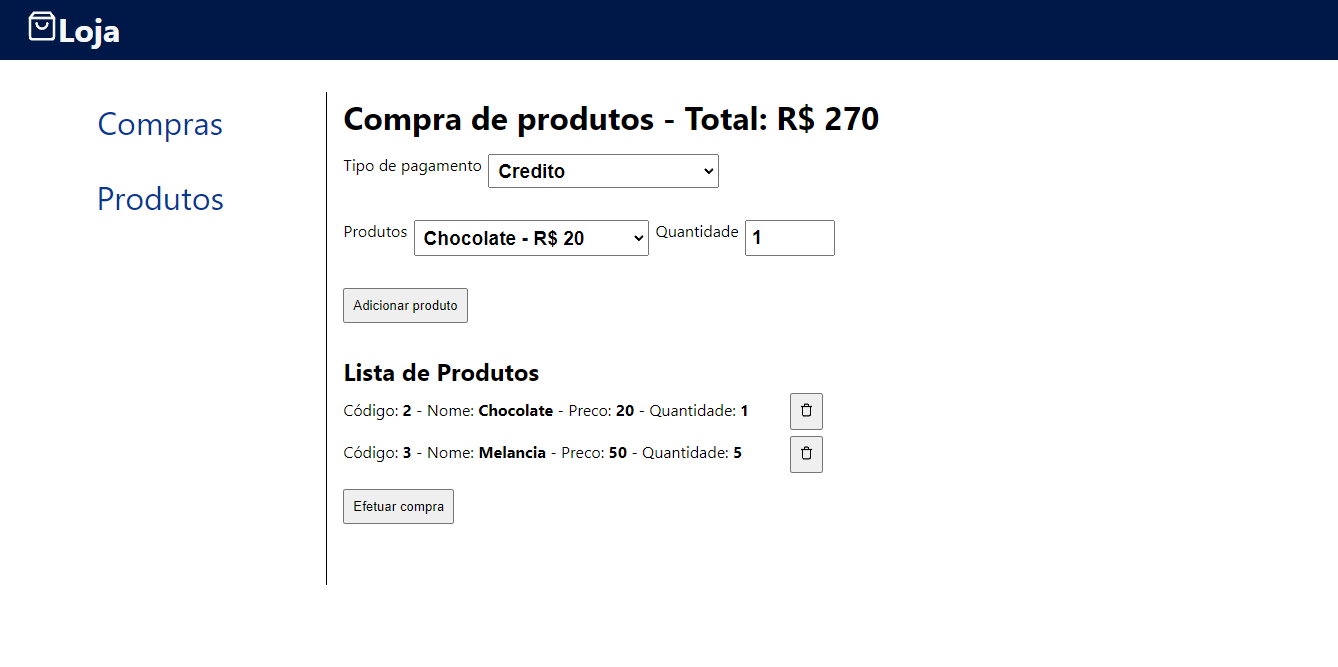 Loja
Compras
Produtos
Compra de produtos - Total: R$ 270
Tipo de pagamento Credito
Produtos Chocolate - R$ 20 Quantidade 1
Adicionar produto
Lista de Produtos
Código: 2 - Nome: Chocolate - Preco: 20 - Quantidade: 1
Código: 3 - Nome: Melancia - Preco: 50 - Quantidade: 5
Efetuar compra